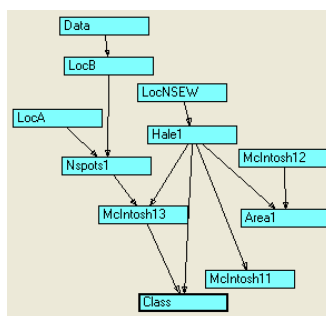 Data
LocB
LocNSEW
LocA
Hale1
McIntosh12
Nspots1
McIntosh13
Area1
McIntosh11
Class